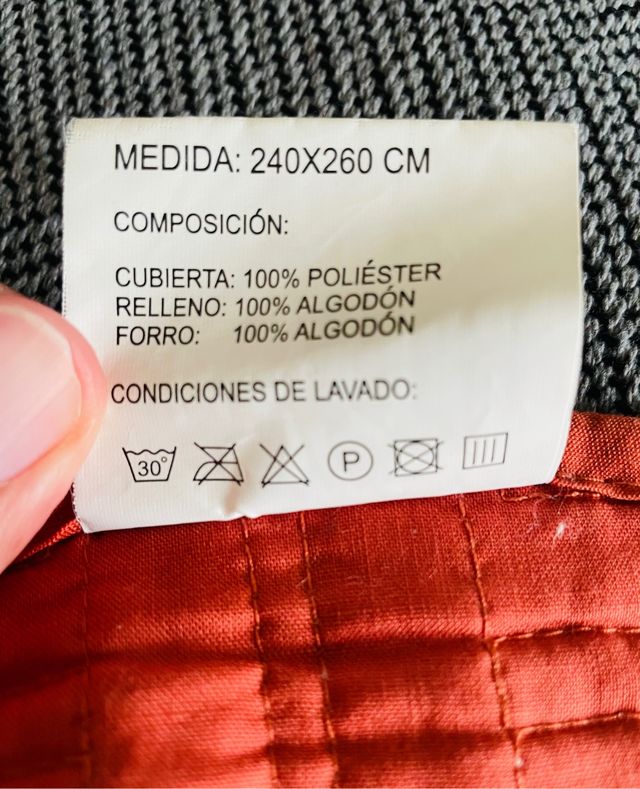 MEDIDA: 240X260 CM
COMPOSICIÓN:
CUBIERTA: 100% POLIÉSTER
RELLENO: 100% ALGODÓN
FORRO: 100% ALGODÓN
CONDICIONES DE LAVADO:
30° P